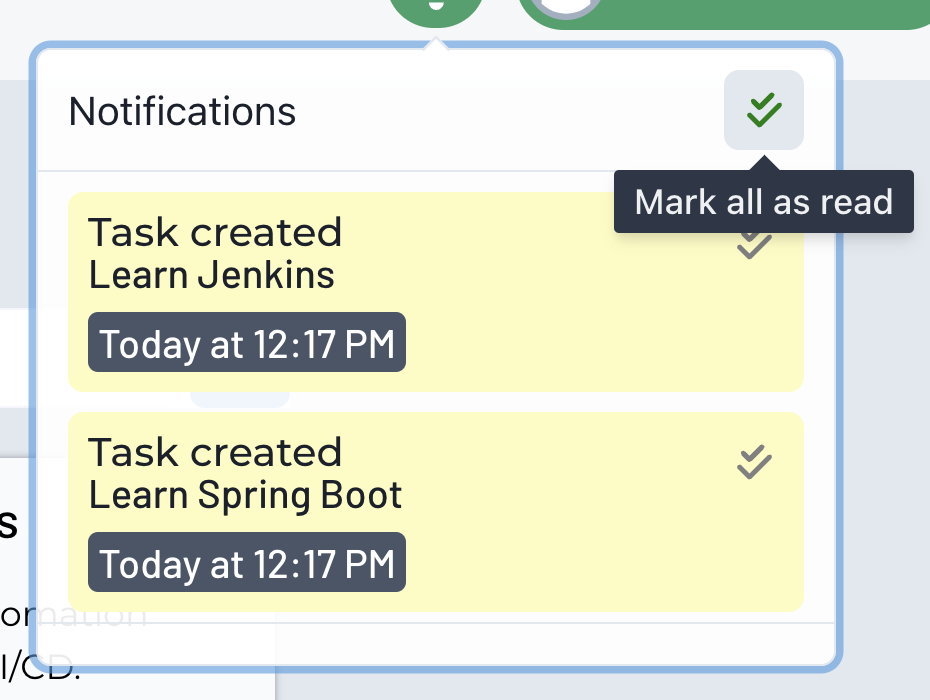 Notifications
Mark all as read
Task created
Learn Jenkins
Today at 12:17 PM
Task created
Learn Spring Boot
Today at 12:17 PM
s
omation
I/CD.